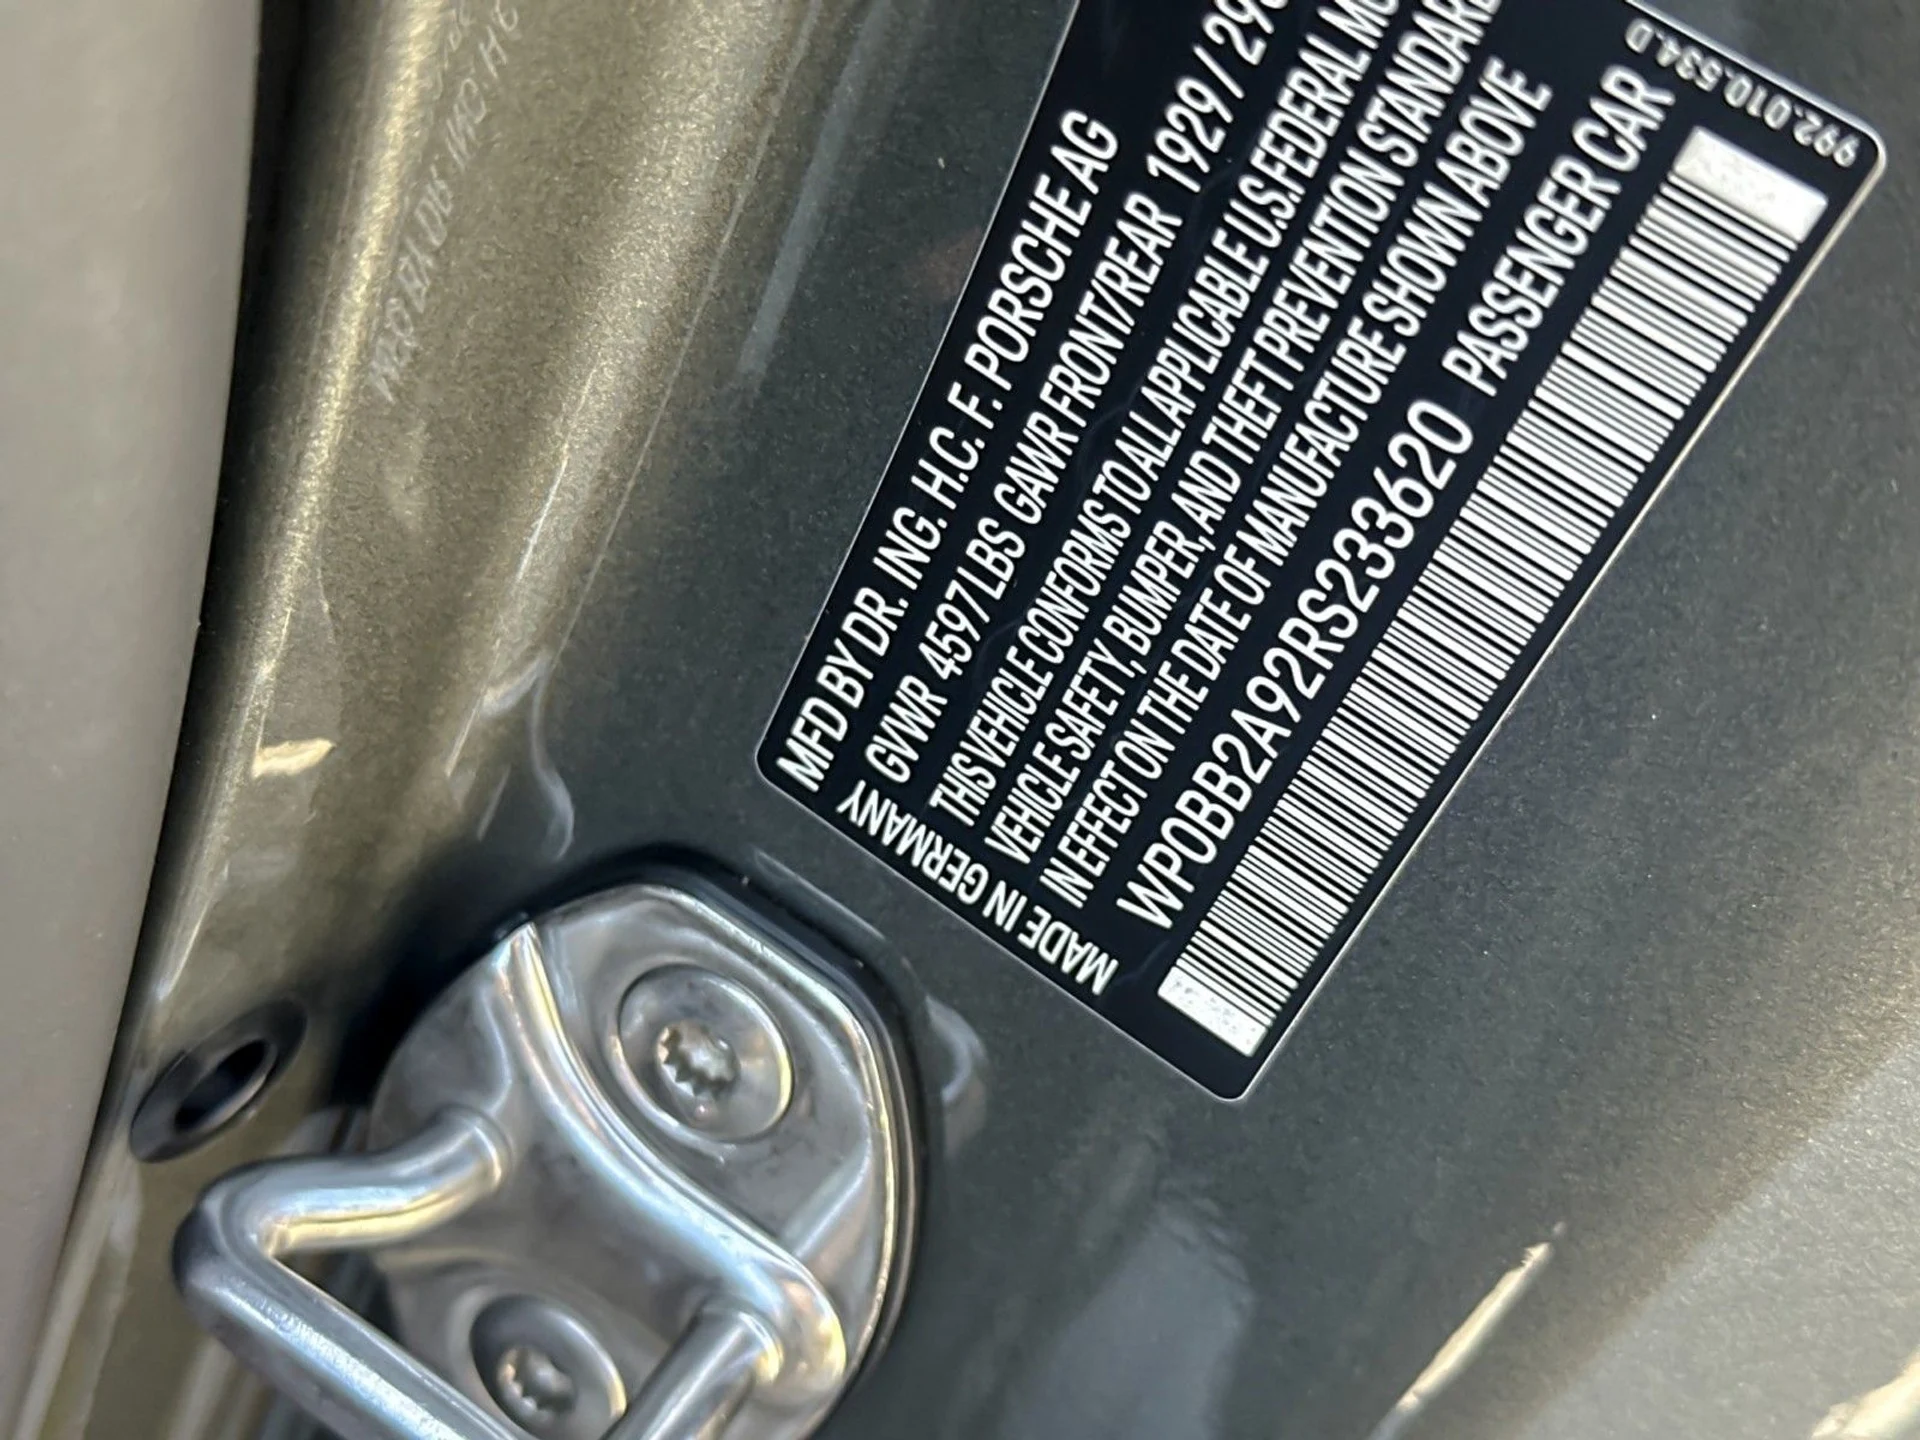 MFD BY DR. ING. H.C. F. PORSCHE AG
GVWR 4597 LBS GAWR FRONT/REAR 1929 /
THIS VEHICLE CONFORMS TO ALL APPLICABLE U.S. FEDERAL
VEHICLE SAFETY, BUMPER, AND THEFT PREVENTION
IN EFFECT ON THE DATE OF MANUFACTURE SHOWN ABOVE
WP0BB2A92RS233620 PASSENGER CAR
MADE IN GERMANY
992.010.534.D